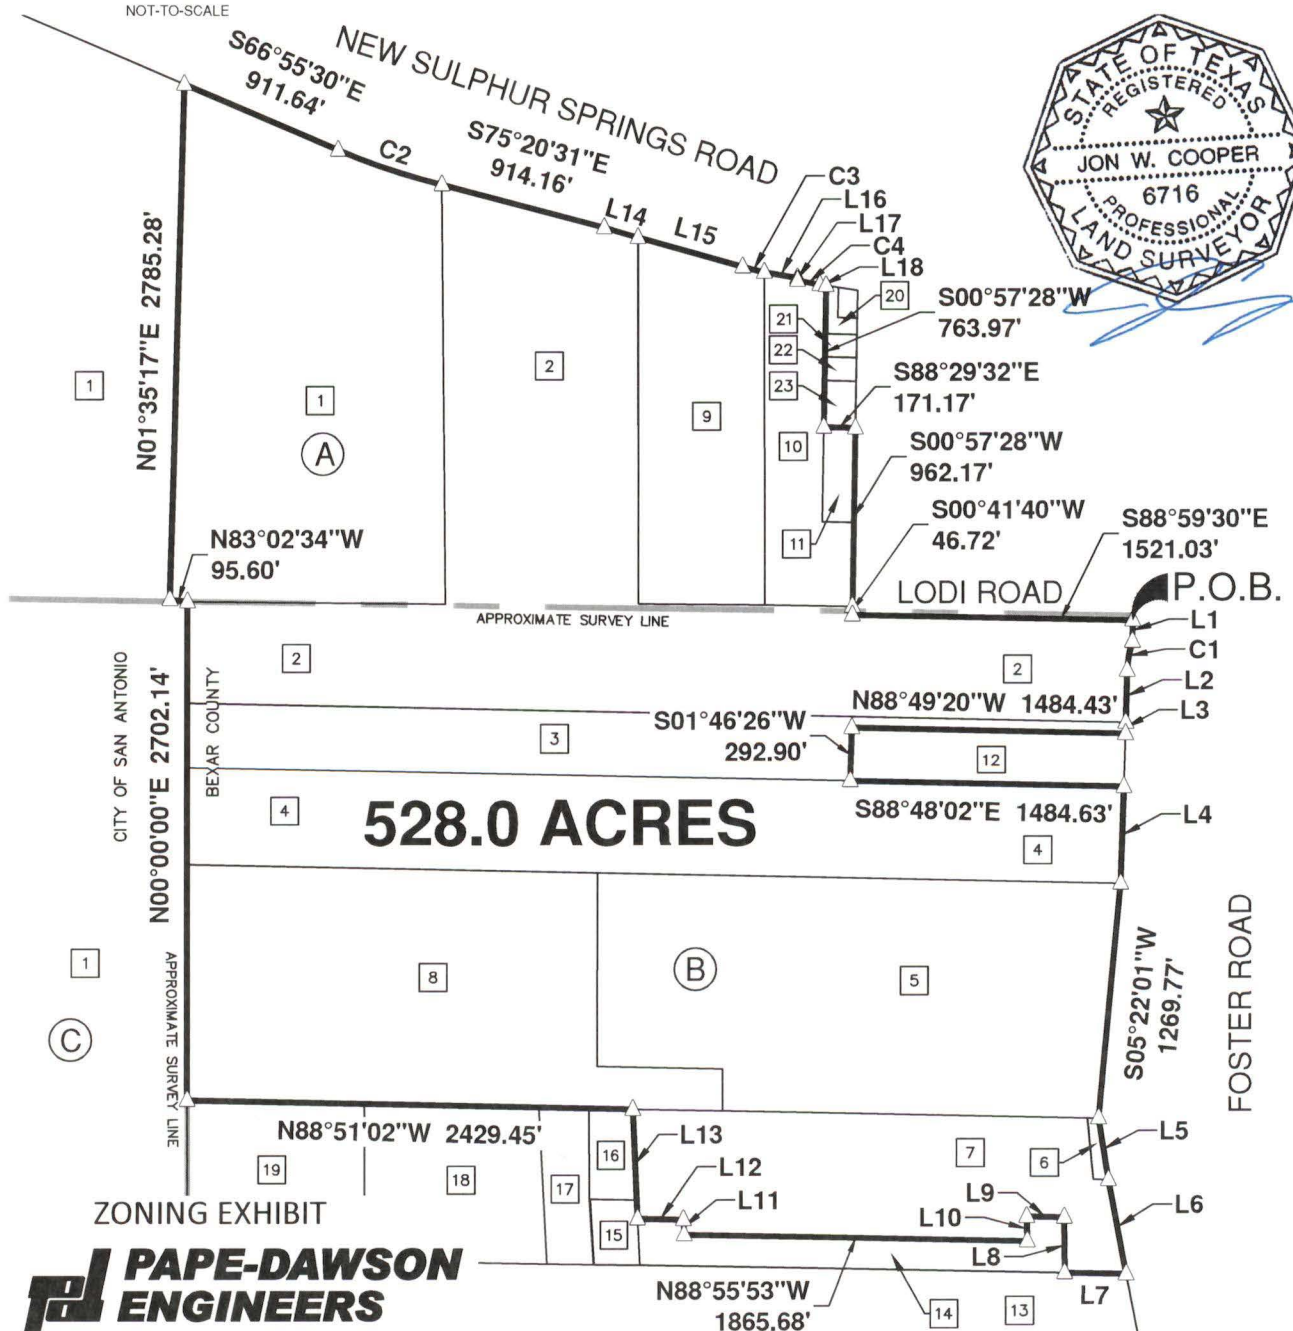 NOT-TO-SCALE
NEW SULPHUR SPRINGS ROAD
S66°55'30"E
911.64'
C2
S75°20'31"E
914.16'
L14
L15
C3
L16
L17
C4
L18
STATE OF TEXAS
REGISTERED
JON W. COOPER
6716
PROFESSIONAL
LAND SURVEYOR
N01°35'17"E 2785.28'
1
1
A
2
9
10
20
21
22
23
11
S00°57'28"W
763.97'
S88°29'32"E
171.17'
S00°57'28"W
962.17'
S00°41'40"W
46.72'
S88°59'30"E
1521.03'
N83°02'34"W
95.60'
LODI ROAD
P.O.B.
APPROXIMATE SURVEY LINE
L1
C1
L2
L3
L4
CITY OF SAN ANTONIO
N00°00'00"E 2702.14'
BEXAR COUNTY
2
2
N88°49'20"W 1484.43'
S01°46'26"W
292.90'
3
12
S88°48'02"E 1484.63'
4
528.0 ACRES
4
1
C
APPROXIMATE SURVEY LINE
8
B
5
S05°22'01"W
1269.77'
FOSTER ROAD
N88°51'02"W 2429.45'
L13
L12
L11
16
15
17
18
19
7
6
L5
L6
L9
L10
L8
L7
N88°55'53"W
1865.68'
14
13
ZONING EXHIBIT
PAPE-DAWSON
ENGINEERS